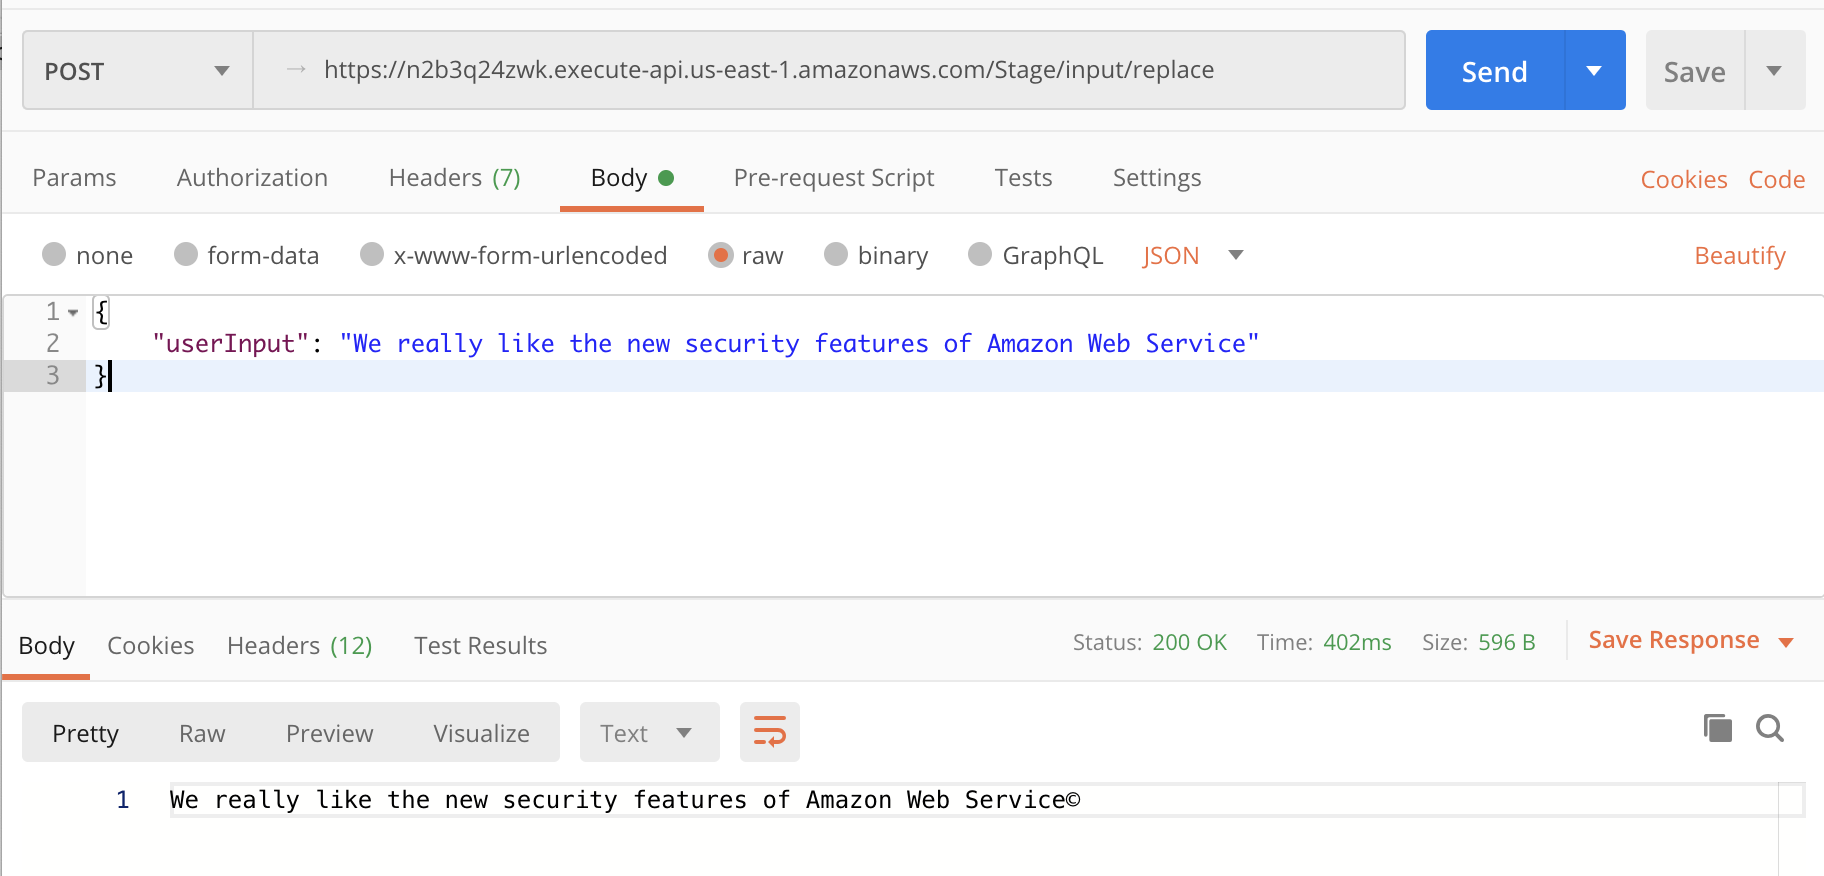 POST → https://n2b3q24zwk.execute-api.us-east-1.amazonaws.com/Stage/input/replace Send Save
Params Authorization Headers (7) Body Pre-request Script Tests Settings Cookies Code
none form-data x-www-form-urlencoded raw binary GraphQL JSON Beautify
1 {
2 "userInput": "We really like the new security features of Amazon Web Service"
3 }
Body Cookies Headers (12) Test Results Status: 200 OK Time: 402ms Size: 596 B Save Response
Pretty Raw Preview Visualize Text
1 We really like the new security features of Amazon Web Service©